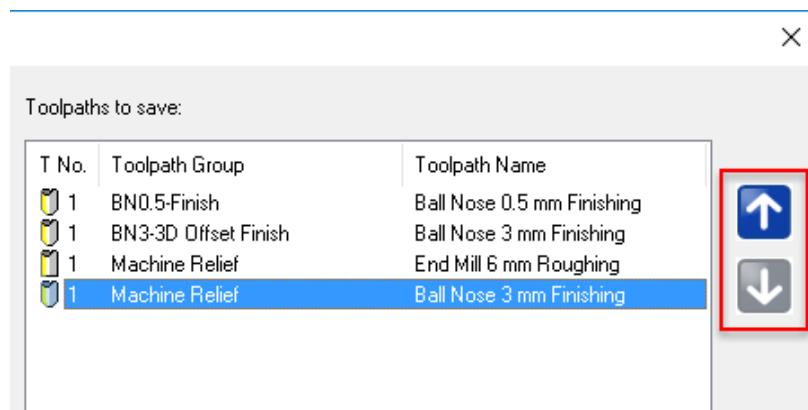 Toolpaths to save:
T No. Toolpath Group Toolpath Name
1 BN0.5-Finish Ball Nose 0.5 mm Finishing
1 BN3-3D Offset Finish Ball Nose 3 mm Finishing
1 Machine Relief End Mill 6 mm Roughing
1 Machine Relief Ball Nose 3 mm Finishing